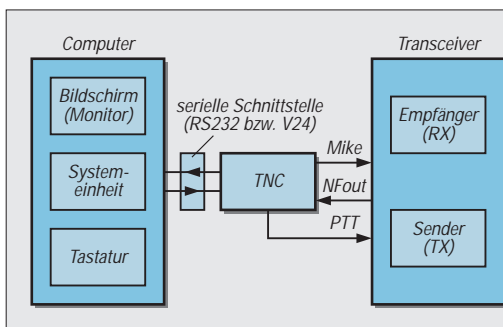 Computer
Transceiver
Bildschirm
(Monitor)
serielle Schnittstelle
(RS232 bzw. V24)
Empfänger
(RX)
Mike
System-
einheit
TNC
NFout
PTT
Sender
(TX)
Tastatur